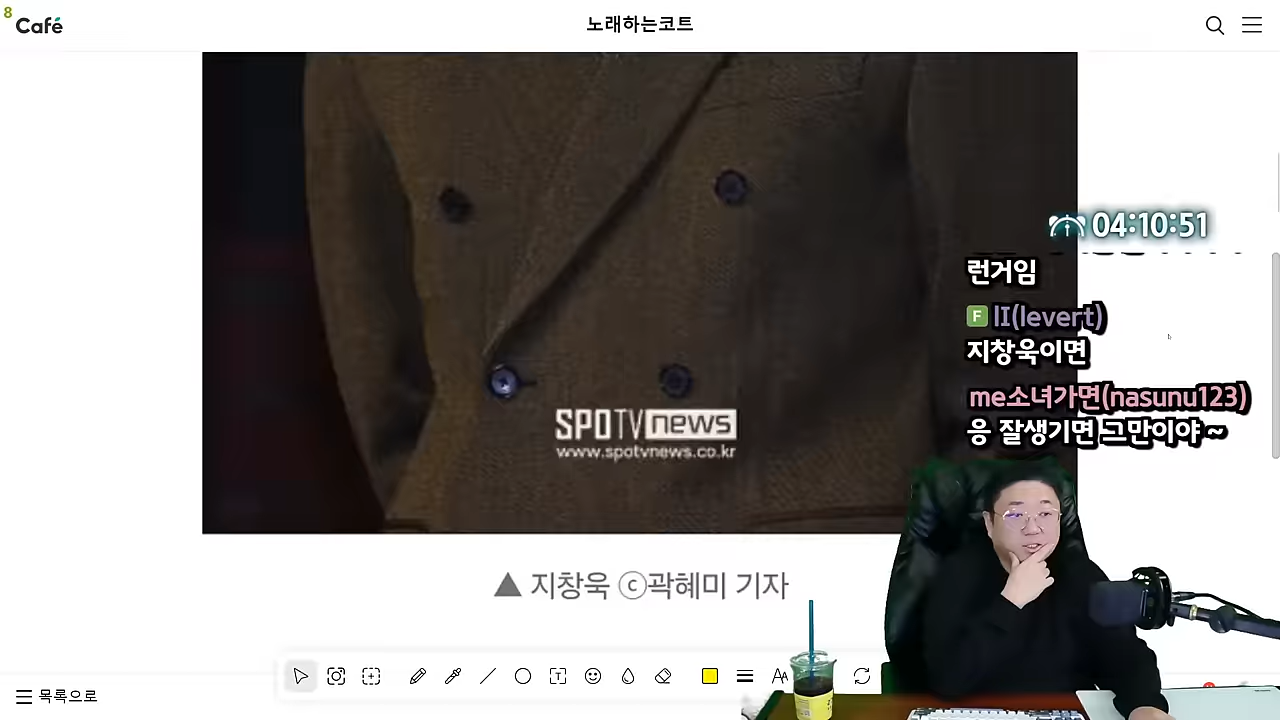 8
Café
노래하는코트
04:10:51
런거임
F lI(levert)
지창욱이면
me소녀가면(nasunu123)
응 잘생기면 그만이야 ~
SPOTV news
www.spotvnews.co.kr
▲ 지창욱 ⓒ곽혜미 기자
목록으로